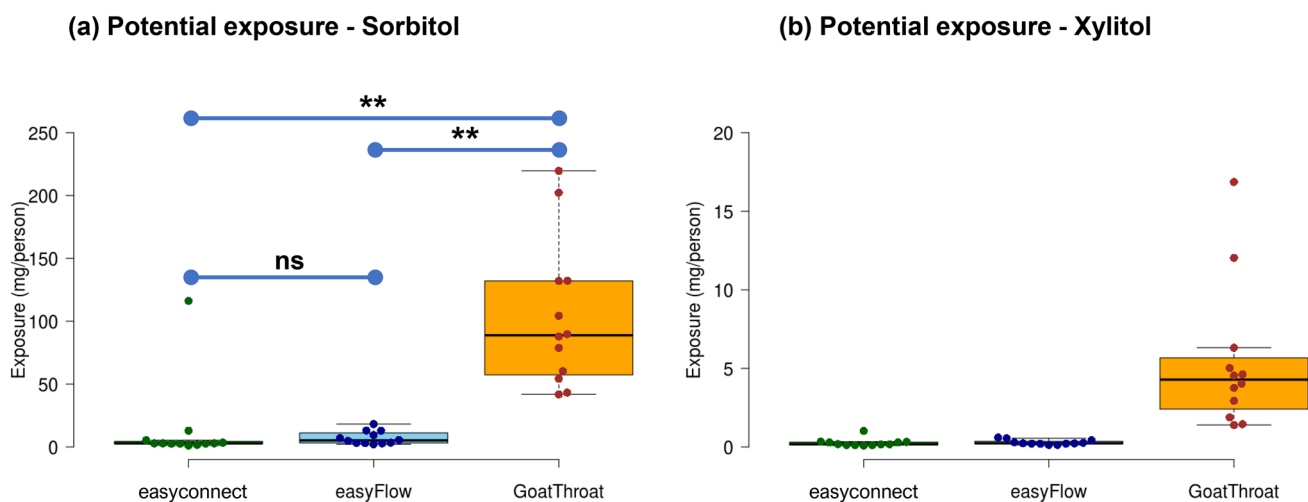 (a) Potential exposure - Sorbitol
**
**
ns
250
200
150
100
50
0
Exposure (mg/person)
easyconnect
easyFlow
GoatThroat
(b) Potential exposure - Xylitol
20
15
10
5
0
Exposure (mg/person)
easyconnect
easyFlow
GoatThroat